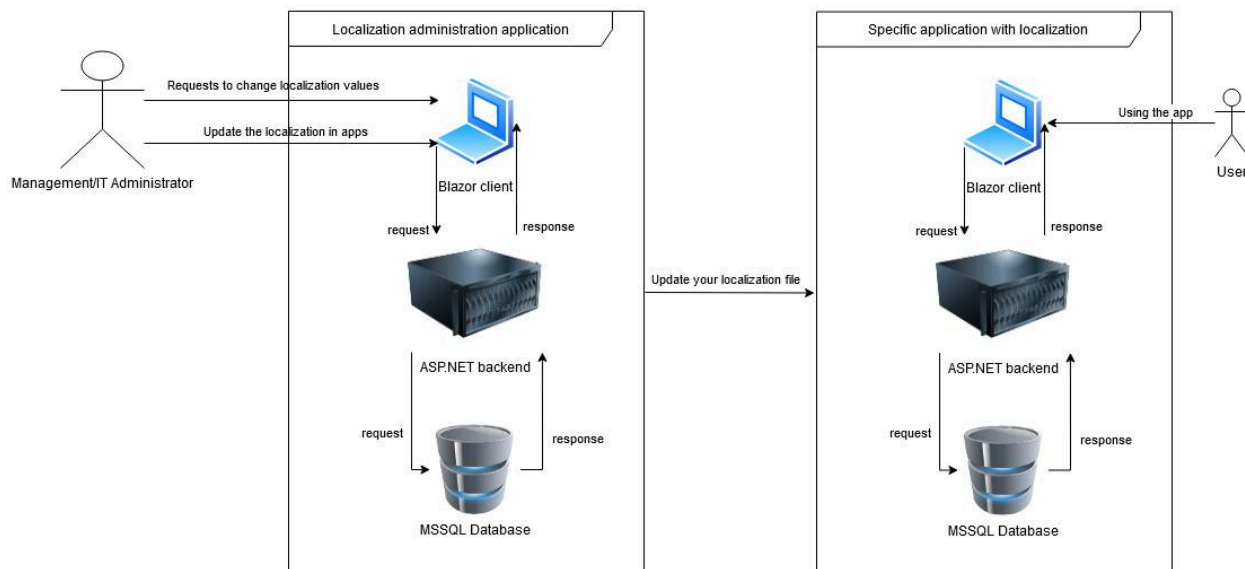 Localization administration application
Specific application with localization
Requests to change localization values
Update the localization in apps
Using the app
Management/IT Administrator
User
Blazor client
Blazor client
request
response
request
response
Update your localization file
ASP.NET backend
ASP.NET backend
request
response
request
response
MSSQL Database
MSSQL Database